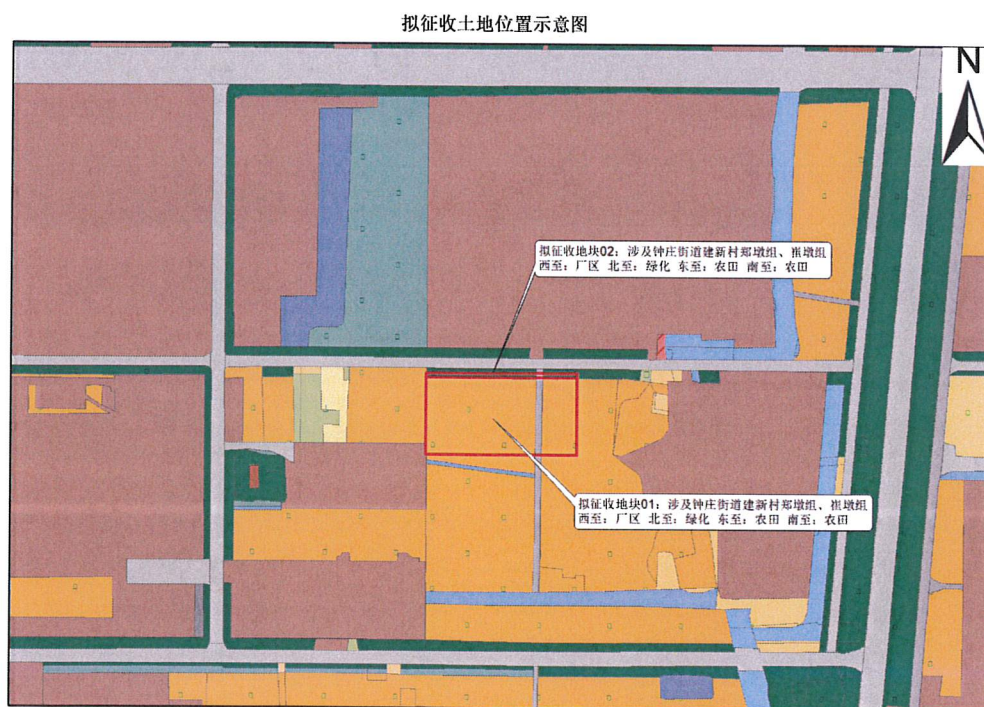 拟征收土地位置示意图
N
拟征收地块02：涉及钟庄街道建新村郑墩组、崔墩组
西至：厂区 北至：绿化 东至：农田 南至：农田
拟征收地块01：涉及钟庄街道建新村郑墩组、崔墩组
西至：厂区 北至：绿化 东至：农田 南至：农田